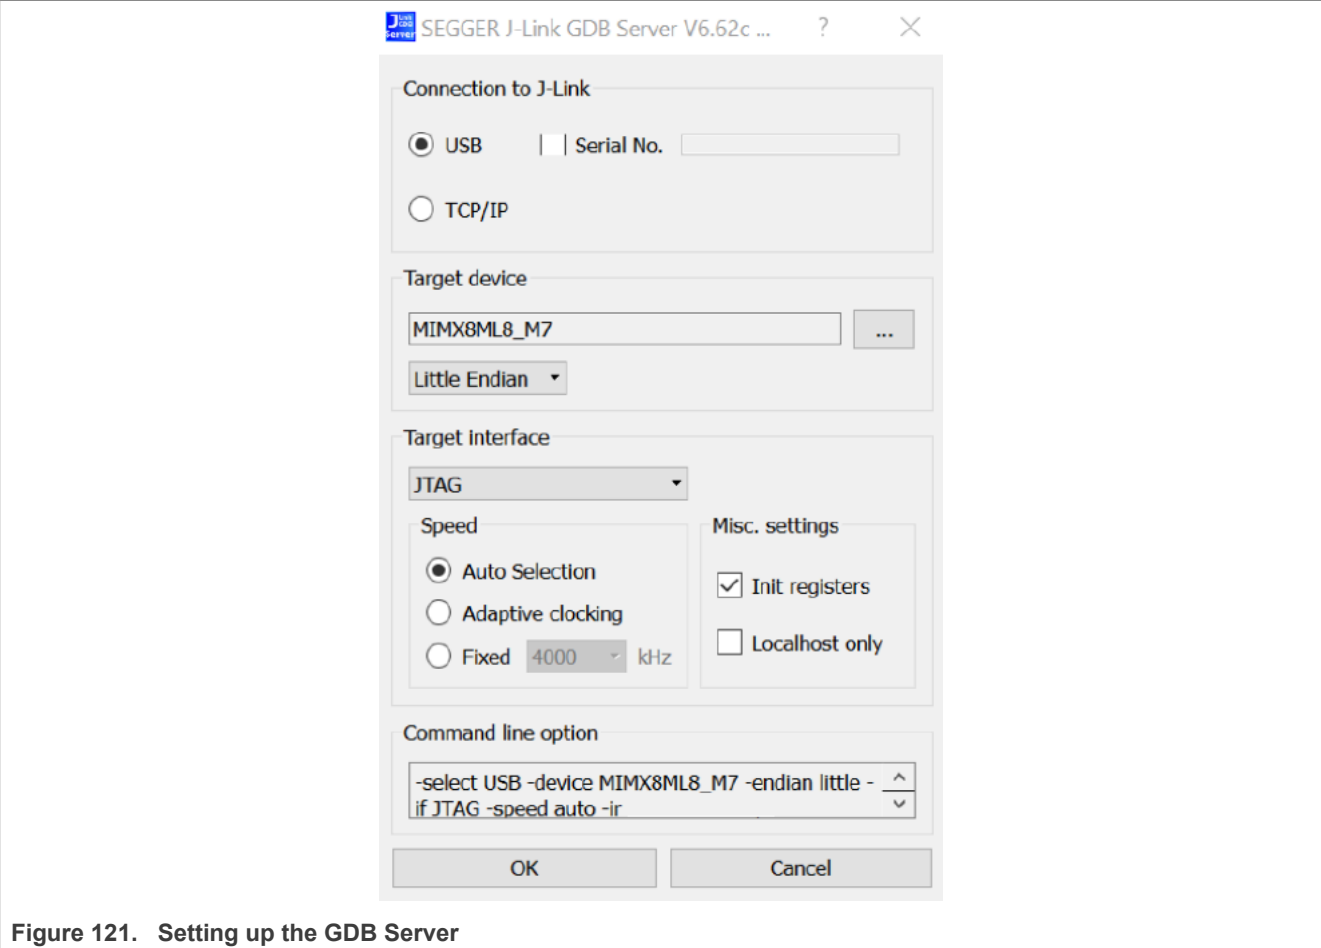 J-Link GDB Server
SEGGER J-Link GDB Server V6.62c ... ?
Connection to J-Link
USB Serial No.
TCP/IP
Target device
MIMX8ML8_M7 ...
Little Endian
Target interface
JTAG
Speed Misc. settings
Auto Selection Init registers
Adaptive clocking Localhost only
Fixed 4000 kHz
Command line option
-select USB -device MIMX8ML8_M7 -endian little -
if JTAG -speed auto -ir
OK Cancel
Figure 121. Setting up the GDB Server